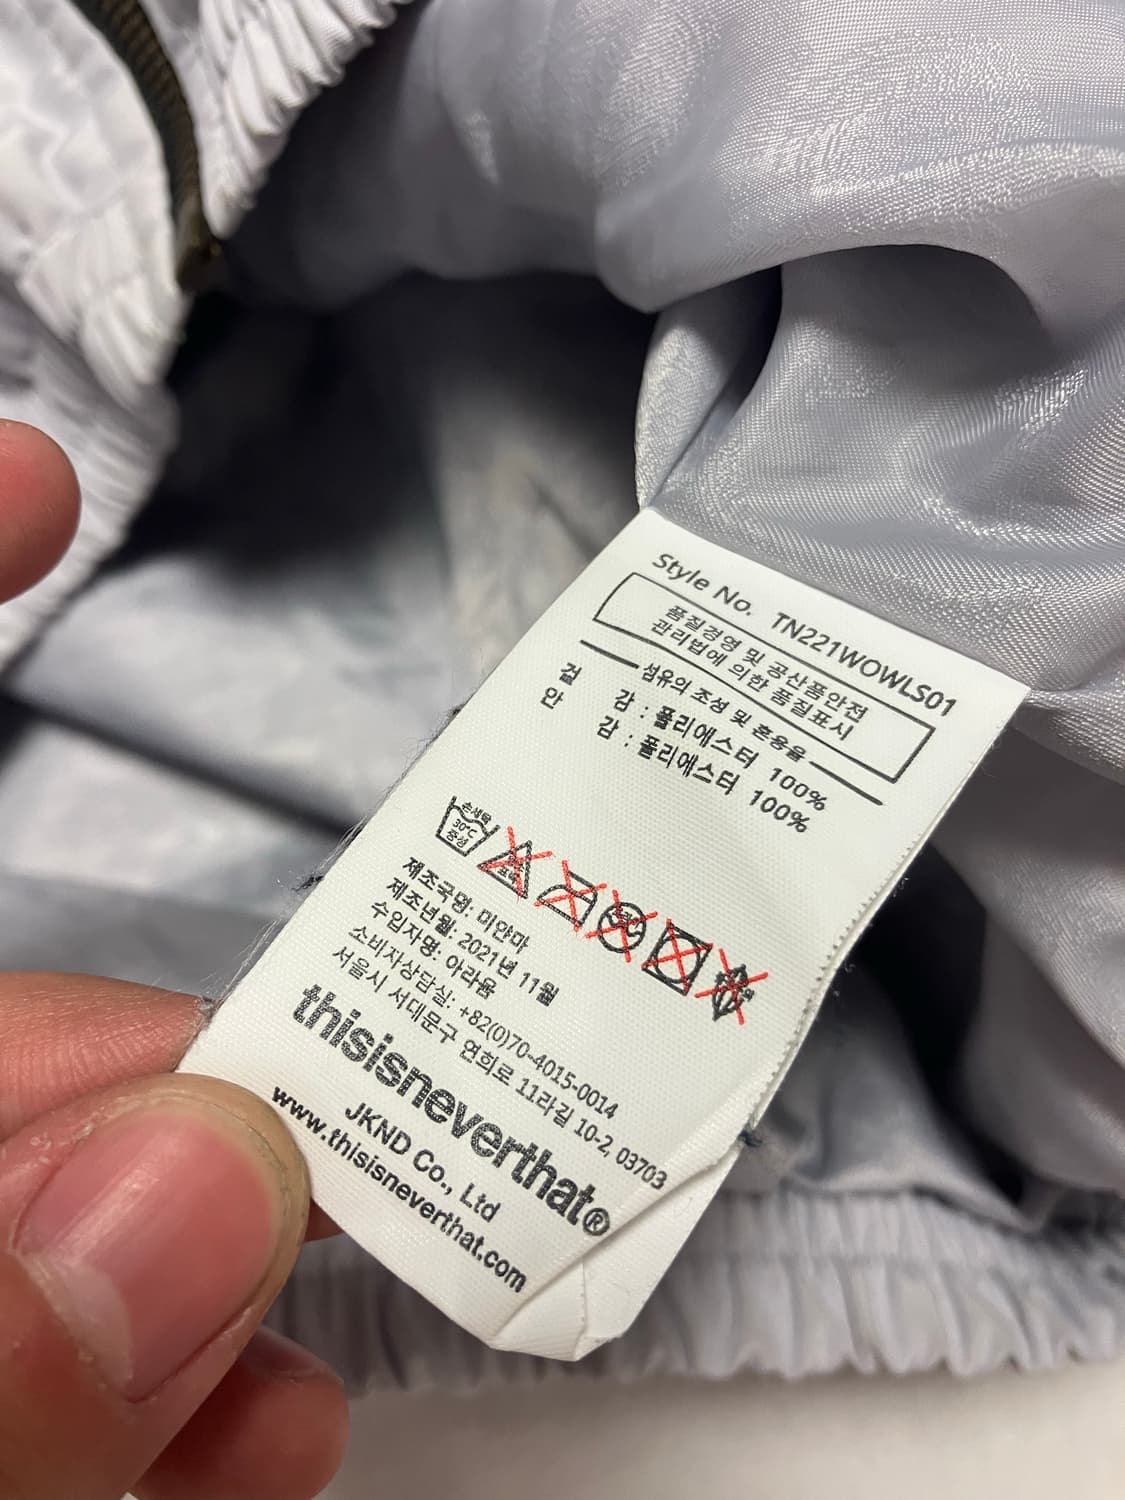 Style No. TN221WOWLS01
품질경영 및 공산품안전
관리법에 의한 품질표시
섬유의 조성 및 혼용율
겉 감 : 폴리에스터 100%
안 감 : 폴리에스터 100%
손세탁
30℃
중성
제조국명: 미얀마
제조년월: 2021년 11월
수입자명: 아라움
소비자상담실: +82(0)70-4015-0014
서울시 서대문구 연희로 11라길 10-2, 03703
thisisneverthat®
JKND Co., Ltd
www.thisisneverthat.com